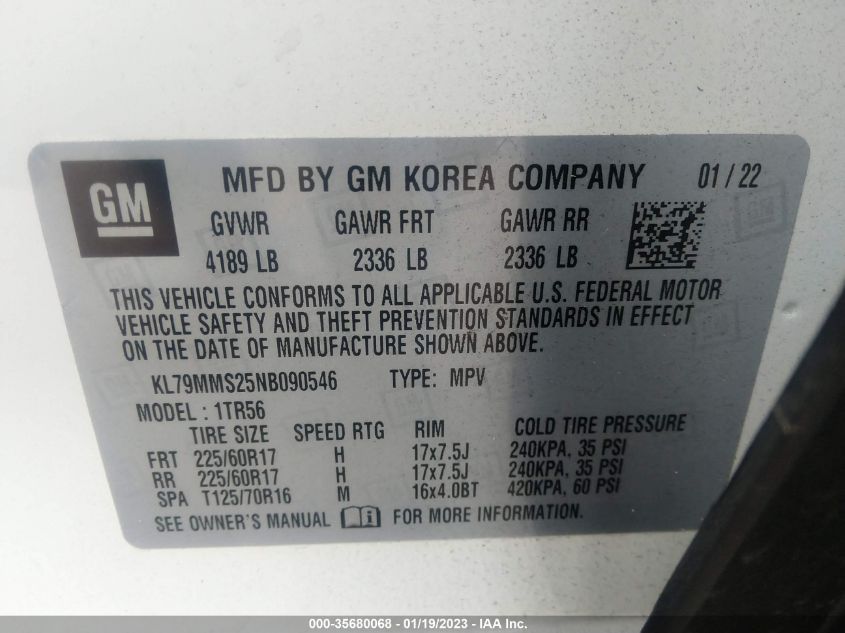 GM
MFD BY GM KOREA COMPANY 01 / 22
GVWR GAWR FRT GAWR RR
4189 LB 2336 LB 2336 LB
THIS VEHICLE CONFORMS TO ALL APPLICABLE U.S. FEDERAL MOTOR
VEHICLE SAFETY AND THEFT PREVENTION STANDARDS IN EFFECT
ON THE DATE OF MANUFACTURE SHOWN ABOVE.
KL79MMS25NB090546 TYPE: MPV
MODEL : 1TR56
TIRE SIZE SPEED RTG RIM COLD TIRE PRESSURE
FRT 225/60R17 H 17x7.5J 240KPA, 35 PSI
RR 225/60R17 H 17x7.5J 240KPA, 35 PSI
SPA T125/70R16 M 16x4.0BT 420KPA, 60 PSI
SEE OWNER'S MANUAL FOR MORE INFORMATION.
000-35680068 - 01/19/2023 - IAA Inc.